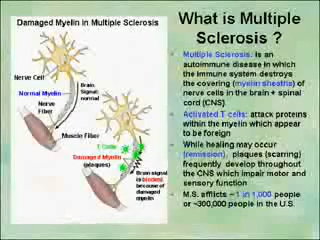 Damaged Myelin in Multiple Sclerosis
Nerve Cell
Normal Myelin
Nerve
Fiber
Brain
Signal:
normal
Muscle Fiber
T Cells
Damaged Myelin
(plaques)
Brain signal
is blocked
because of
damaged
myelin
What is Multiple
Sclerosis ?
Multiple Sclerosis: is an
autoimmune disease in which
the immune system destroys
the covering (myelin sheaths) of
nerve cells in the brain + spinal
cord (CNS)
Activated T cells: attack proteins
within the myelin which appear
to be foreign
While healing may occur
(remission), plaques (scarring)
frequently develop throughout
the CNS which impair motor and
sensory function
M.S. afflicts ~1 in 1,000 people
or ~300,000 people in the U.S.